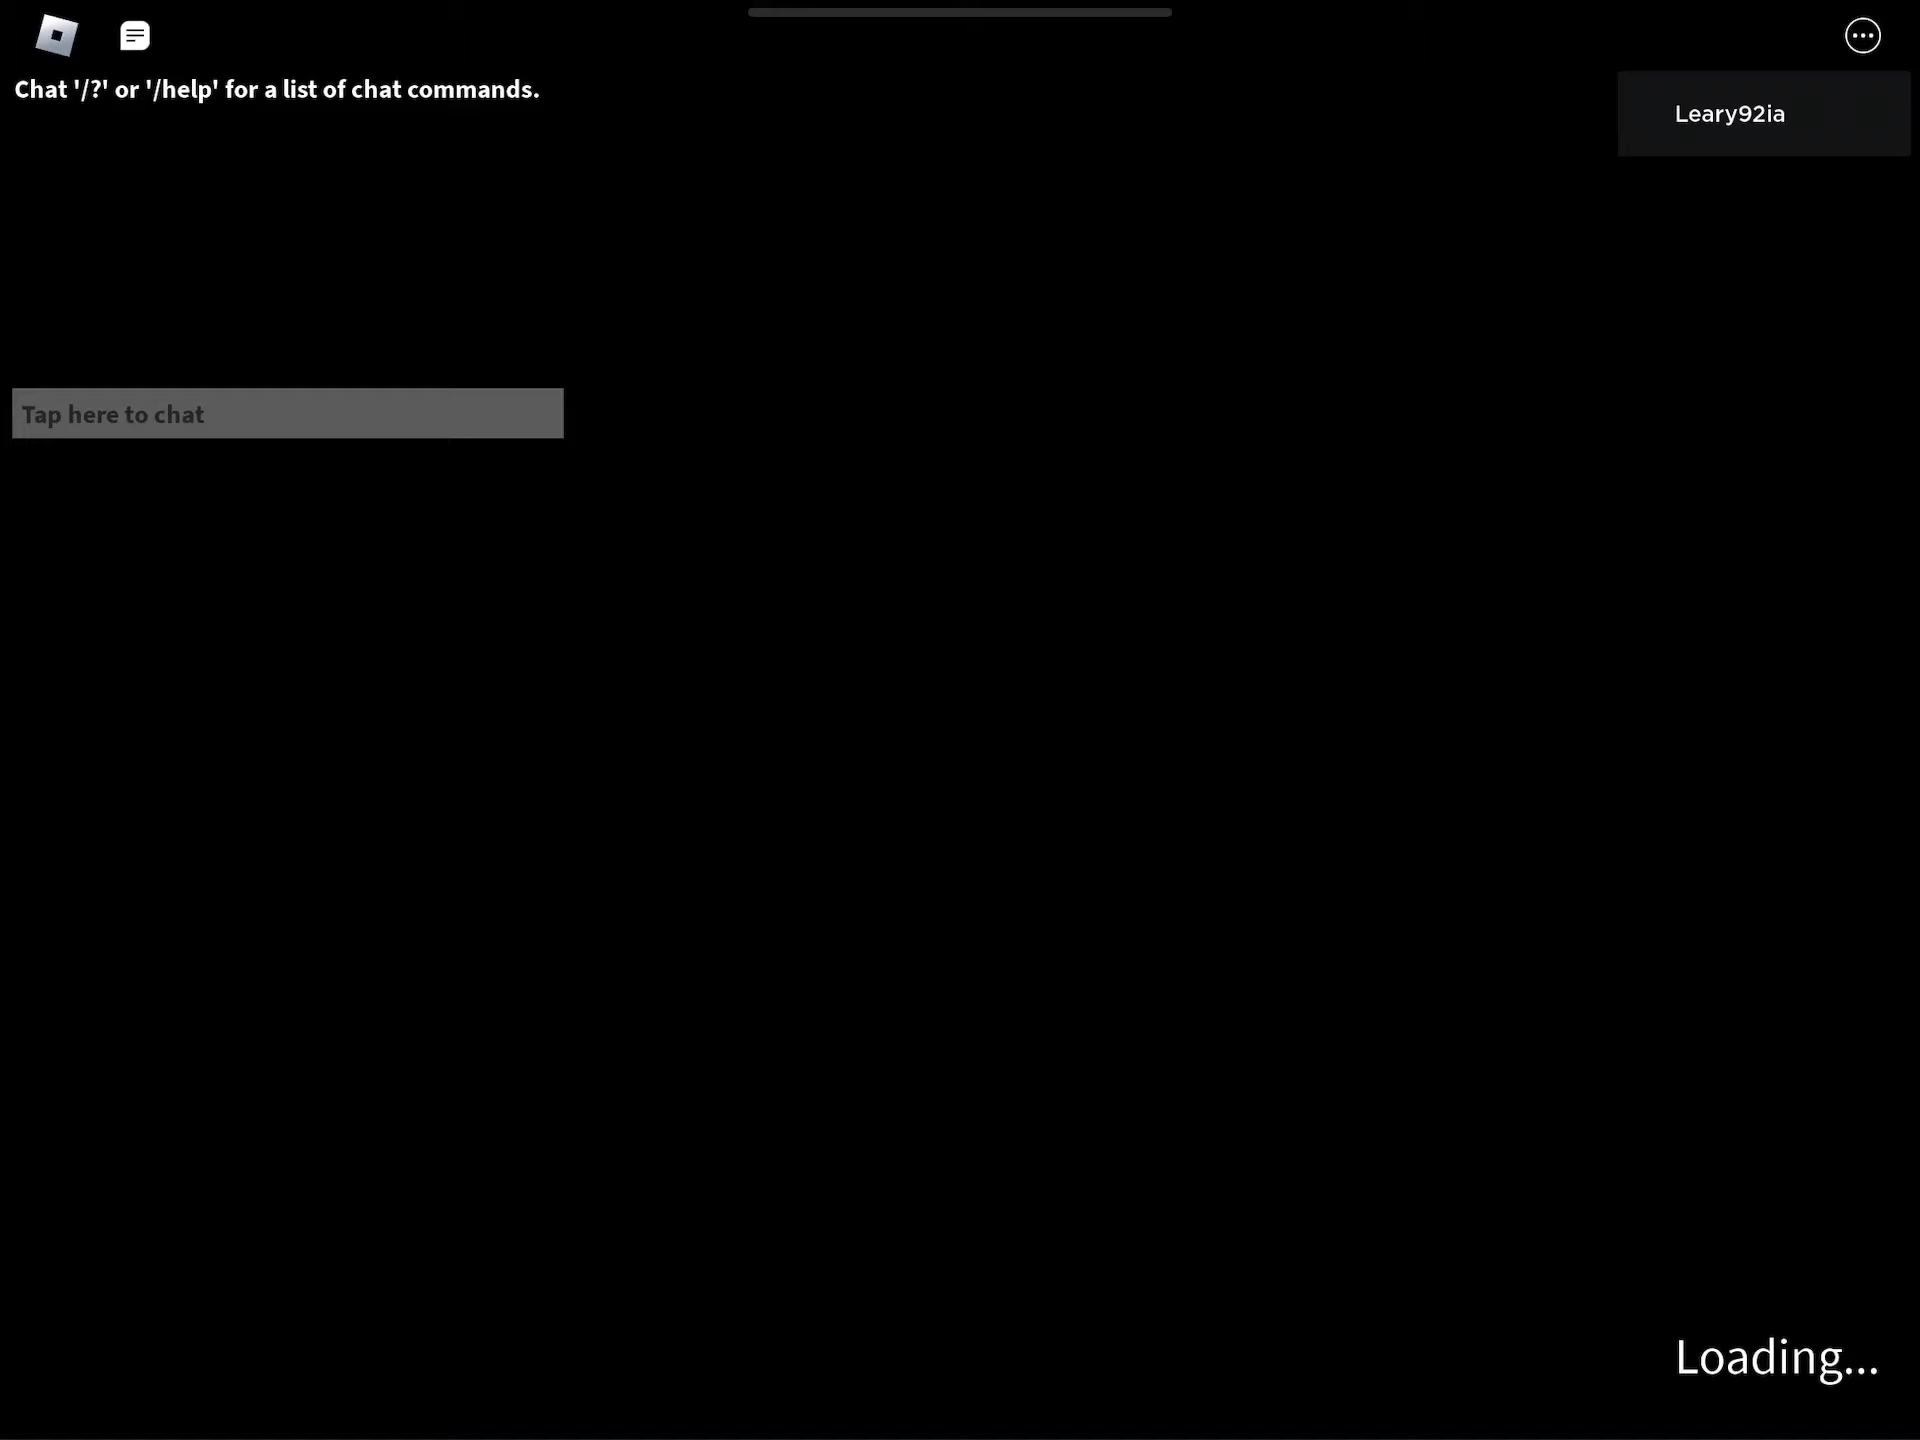 Chat '/?' or '/help' for a list of chat commands.
Leary92ia
Tap here to chat
Loading...